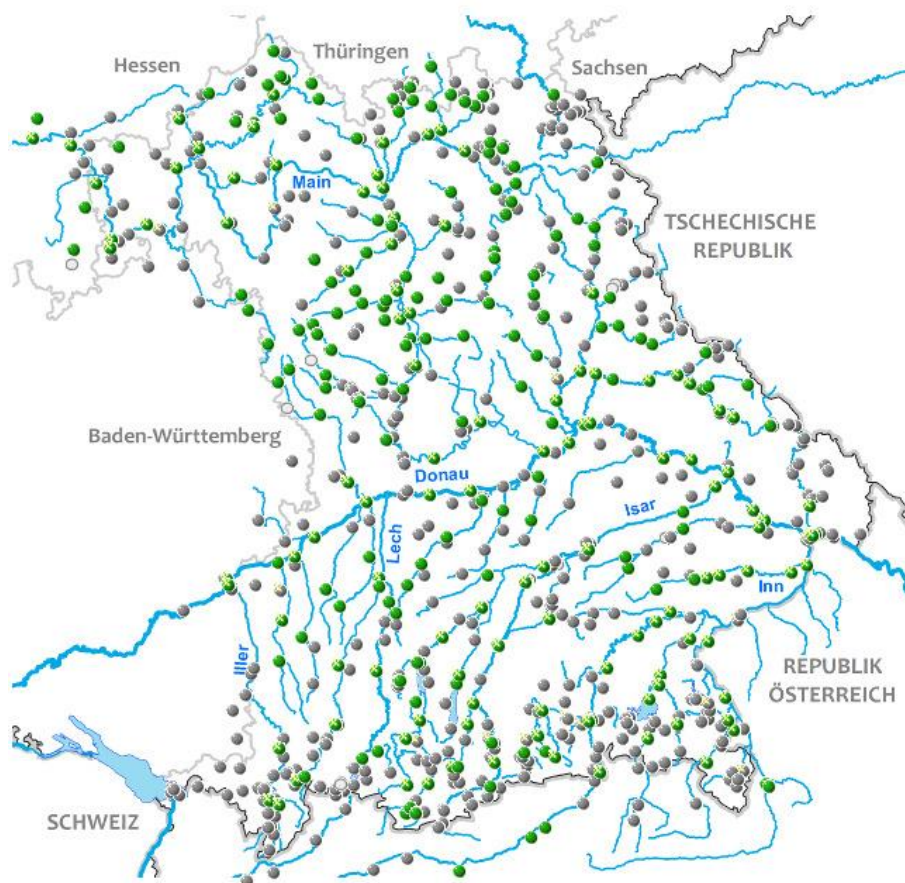 Thüringen
Hessen
Sachsen
Main
TSCHECHISCHE
REPUBLIK
Baden-Württemberg
Donau
Isar
Lech
Inn
Iller
REPUBLIK
ÖSTERREICH
SCHWEIZ